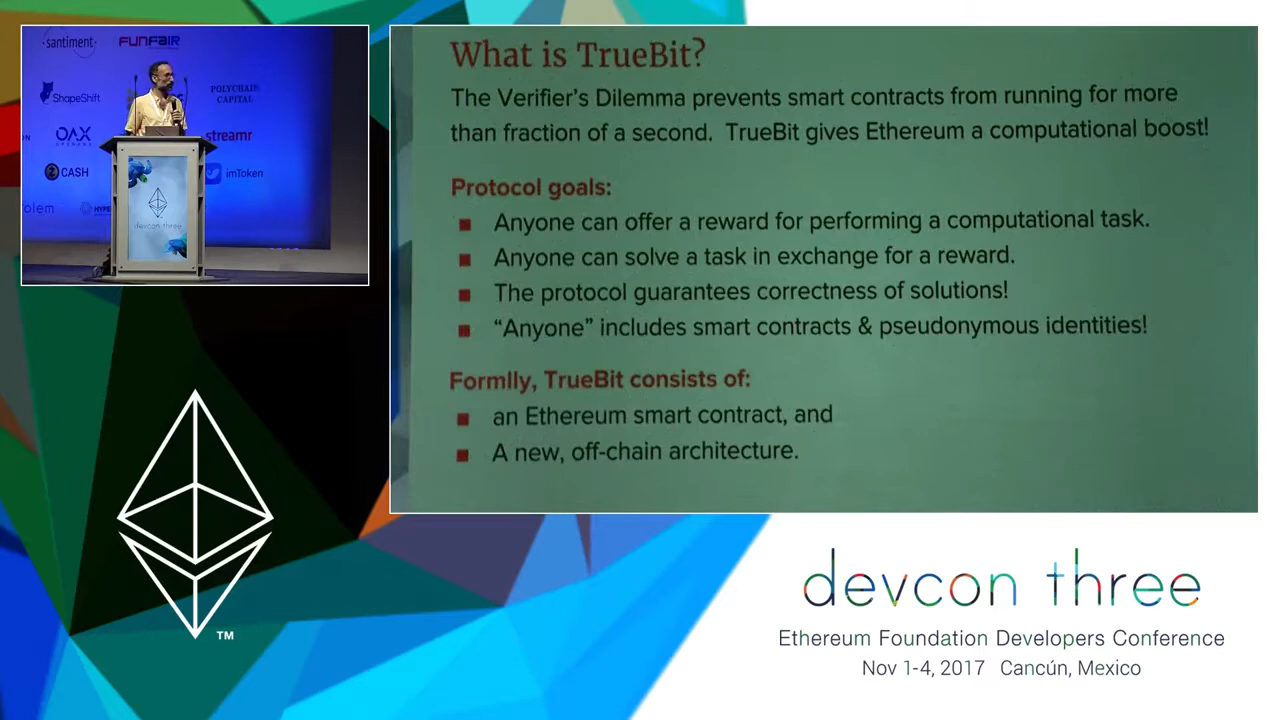 santiment
FUNFAIR
ShapeShift
POLYCHAIN
CAPITAL
OAX
streamr
CASH
imToken
devcon three
What is TrueBit?
The Verifier's Dilemma prevents smart contracts from running for more
than fraction of a second. TrueBit gives Ethereum a computational boost!
Protocol goals:
Anyone can offer a reward for performing a computational task.
Anyone can solve a task in exchange for a reward.
The protocol guarantees correctness of solutions!
“Anyone” includes smart contracts & pseudonymous identities!
Formlly, TrueBit consists of:
an Ethereum smart contract, and
A new, off-chain architecture.
TM
devcon three
Ethereum Foundation Developers Conference
Nov 1-4, 2017 Cancún, Mexico